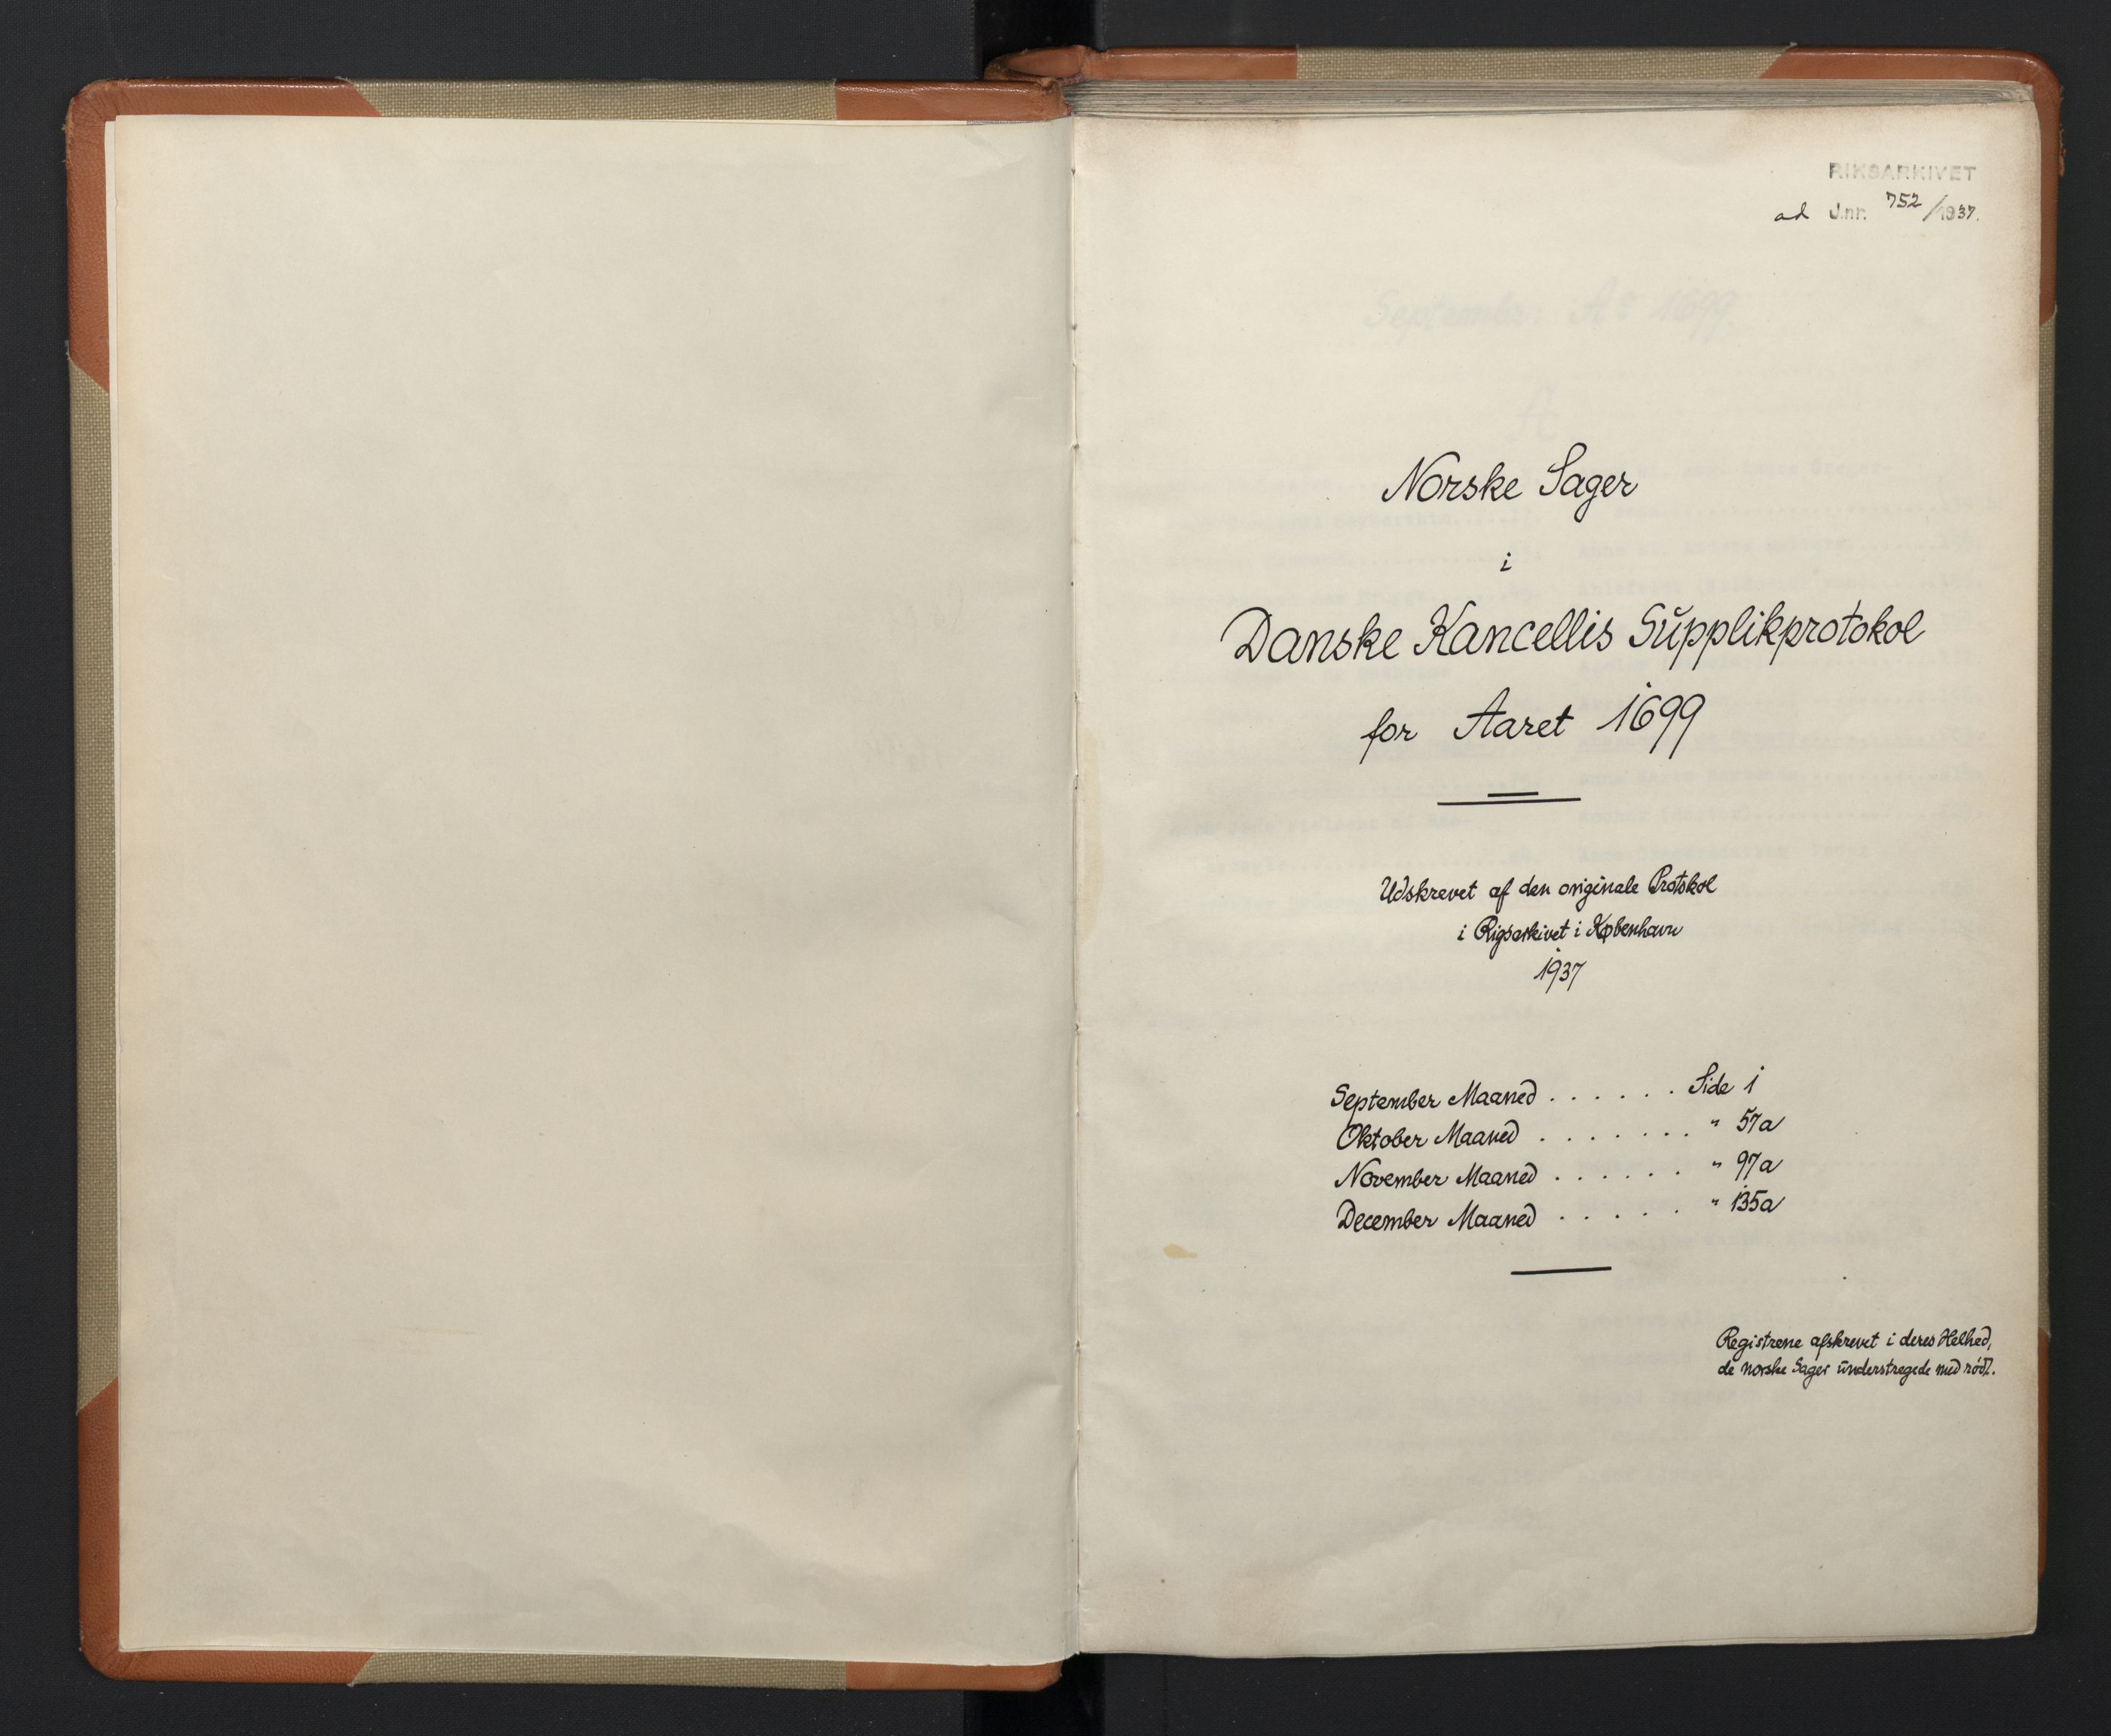 RIKSARKIVET
ad J.nr. 752/1937.
Norske Sager
i
Danske Kancellis Supplikprotokol
for Aaret 1699
Udskrevet af den originale Protokol
i Rigsarkivet i København
1937
September Maaned . . . . . . Side 1
Oktober Maaned . . . . . . . " 57a
November Maaned . . . . . . " 97a
December Maaned . . . . . " 135a
Registrene afskrevet i deres Helhed,
de norske Sager understregede med rødt.